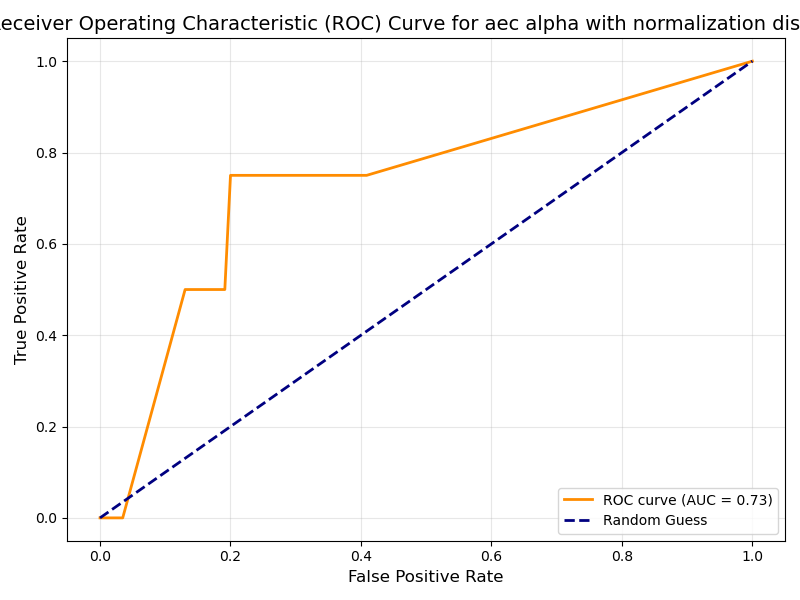 eceiver Operating Characteristic (ROC) Curve for aec alpha with normalization dis
1.0
0.8
0.6
0.4
0.2
0.0
True Positive Rate
0.0 0.2 0.4 0.6 0.8 1.0
False Positive Rate
ROC curve (AUC = 0.73)
Random Guess